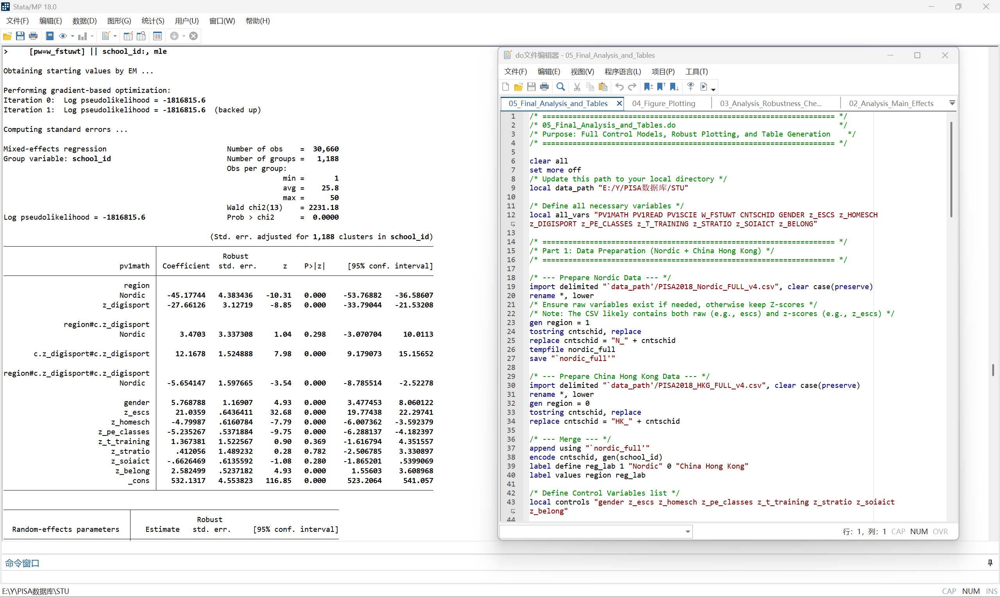 Stata/MP 18.0
文件(F) 编辑(E) 数据(D) 图形(G) 统计(S) 用户(U) 窗口(W) 帮助(H)
>     [pw=w_fstuwt] || school_id:, mle
Obtaining starting values by EM ...
Performing gradient-based optimization:
Iteration 0:  Log pseudolikelihood = -1816815.6
Iteration 1:  Log pseudolikelihood = -1816815.6  (backed up)
Computing standard errors ...
Mixed-effects regression Number of obs = 30,660
Group variable: school_id Number of groups = 1,188
Obs per group:
min = 1
avg = 25.8
max = 50
Wald chi2(13) = 2231.18
Log pseudolikelihood = -1816815.6 Prob > chi2 = 0.0000
(Std. err. adjusted for 1,188 clusters in school_id)
Robust
pv1math Coefficient std. err. z P>|z| [95% conf. interval]
region
Nordic -45.17744 4.383436 -10.31 0.000 -53.76882 -36.58607
z_digisport -27.66126 3.12719 -8.85 0.000 -33.79044 -21.53208
region#c.z_digisport
Nordic 3.4703 3.337308 1.04 0.298 -3.070704 10.0113
c.z_digisport#c.z_digisport 12.1678 1.524888 7.98 0.000 9.179073 15.15652
region#c.z_digisport#c.z_digisport
Nordic -5.654147 1.597665 -3.54 0.000 -8.785514 -2.52278
gender 5.768788 1.16907 4.93 0.000 3.477453 8.060122
z_escs 21.0359 .6436411 32.68 0.000 19.77438 22.29741
z_homesch -4.79987 .6160784 -7.79 0.000 -6.007362 -3.592379
z_pe_classes -5.235267 .5371884 -9.75 0.000 -6.288137 -4.182397
z_t_training 1.367381 1.522567 0.90 0.369 -1.616794 4.351557
z_stratio .412056 1.489232 0.28 0.782 -2.506785 3.330897
z_soiaict -.6626469 .6135592 -1.08 0.280 -1.865201 .5399069
z_belong 2.582499 .5237182 4.93 0.000 1.55603 3.608968
_cons 532.1317 4.553823 116.85 0.000 523.2064 541.057
Robust
Random-effects parameters Estimate std. err. [95% conf. interval]
do文件编辑器 - 05_Final_Analysis_and_Tables
文件(F) 编辑(E) 视图(V) 程序语言(L) 项目(P) 工具(T)
05_Final_Analysis_and_Tables 04_Figure_Plotting 03_Analysis_Robustness_Che... 02_Analysis_Main_Effects
1 /* ==================================================================== */
2 /* 05_Final_Analysis_and_Tables.do */
3 /* Purpose: Full Control Models, Robust Plotting, and Table Generation */
4 /* ==================================================================== */
5
6 clear all
7 set more off
8 /* Update this path to your local directory */
9 local data_path "E:/Y/PISA数据库/STU"
10
11 /* Define all necessary variables */
12 local all_vars "PV1MATH PV1READ PV1SCIE W_FSTUWT CNTSCHID GENDER z_ESCS z_HOMESCH
z_DIGISPORT z_PE_CLASSES z_T_TRAINING z_STRATIO z_SOIAICT z_BELONG"
13
14 /* ==================================================================== */
15 /* Part 1: Data Preparation (Nordic + China Hong Kong) */
16 /* ==================================================================== */
17
18 /* --- Prepare Nordic Data --- */
19 import delimited "`data_path'/PISA2018_Nordic_FULL_v4.csv", clear case(preserve)
20 rename *, lower
21 /* Ensure raw variables exist if needed, otherwise keep Z-scores */
22 /* Note: The CSV likely contains both raw (e.g., escs) and z-scores (e.g., z_escs) */
23 gen region = 1
24 tostring cntschid, replace
25 replace cntschid = "N_" + cntschid
26 tempfile nordic_full
27 save "`nordic_full'"
28
29 /* --- Prepare China Hong Kong Data --- */
30 import delimited "`data_path'/PISA2018_HKG_FULL_v4.csv", clear case(preserve)
31 rename *, lower
32 gen region = 0
33 tostring cntschid, replace
34 replace cntschid = "HK_" + cntschid
35
36 /* --- Merge --- */
37 append using "`nordic_full'"
38 encode cntschid, gen(school_id)
39 label define reg_lab 1 "Nordic" 0 "China Hong Kong"
40 label values region reg_lab
41
42 /* Define Control Variables list */
43 local controls "gender z_escs z_homesch z_pe_classes z_t_training z_stratio z_soiaict
z_belong"
44
行: 1, 列: 1 CAP NUM OVR
命令窗口
E:\Y\PISA数据库\STU CAP NUM INS